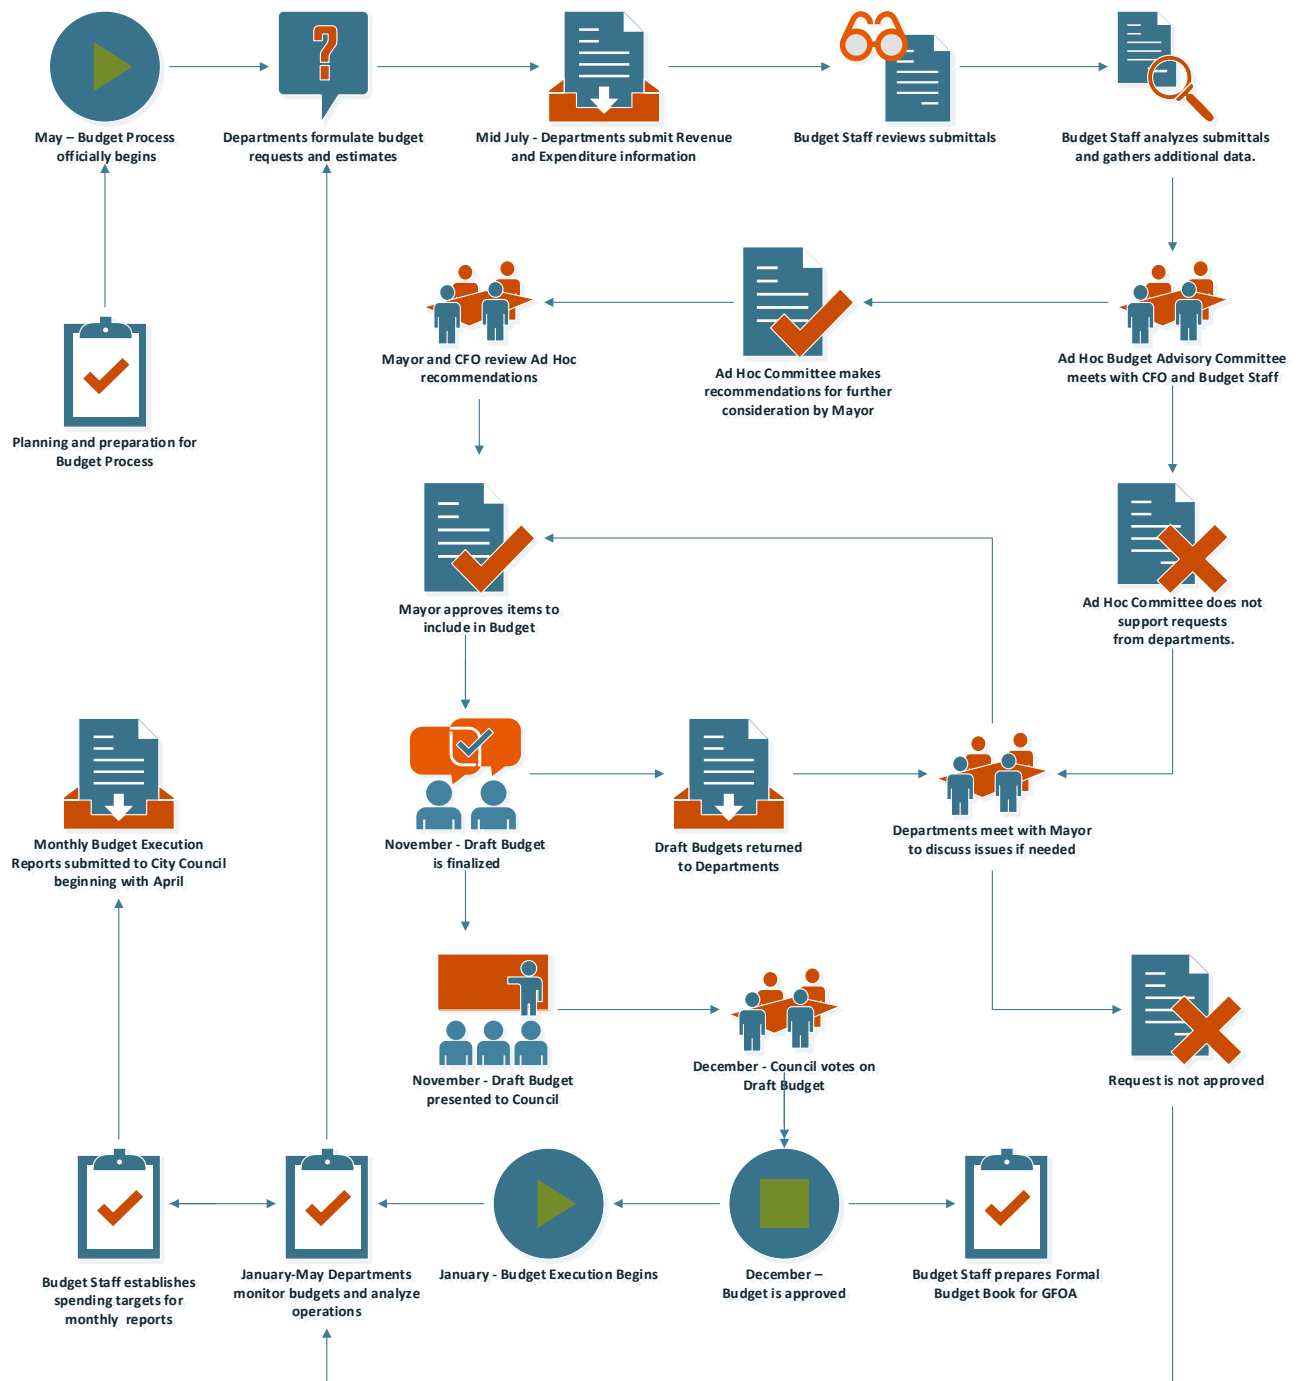 May – Budget Process
officially begins
Departments formulate budget
requests and estimates
Mid July - Departments submit Revenue
and Expenditure information
Budget Staff reviews submittals
Budget Staff analyzes submittals
and gathers additional data.
Planning and preparation for
Budget Process
Mayor and CFO review Ad Hoc
recommendations
Ad Hoc Committee makes
recommendations for further
consideration by Mayor
Ad Hoc Budget Advisory Committee
meets with CFO and Budget Staff
Mayor approves items to
include in Budget
Ad Hoc Committee does not
support requests
from departments.
Monthly Budget Execution
Reports submitted to City Council
beginning with April
November - Draft Budget
is finalized
Draft Budgets returned
to Departments
Departments meet with Mayor
to discuss issues if needed
November - Draft Budget
presented to Council
December - Council votes on
Draft Budget
Request is not approved
Budget Staff establishes
spending targets for
monthly reports
January-May Departments
monitor budgets and analyze
operations
January - Budget Execution Begins
December –
Budget is approved
Budget Staff prepares Formal
Budget Book for GFOA